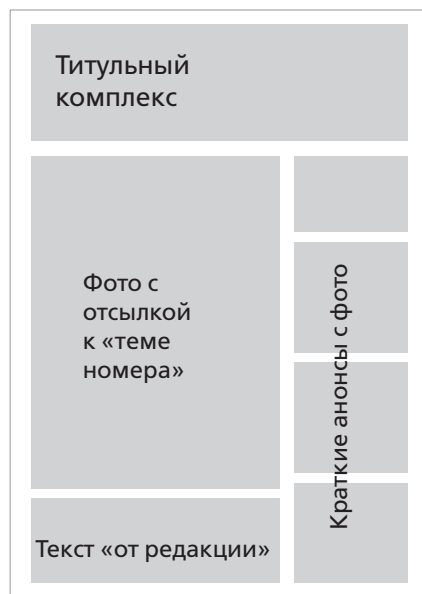 Титульный
комплекс
Фото с
отсылкой
к «теме
номера»
Краткие анонсы с фото
Текст «от редакции»